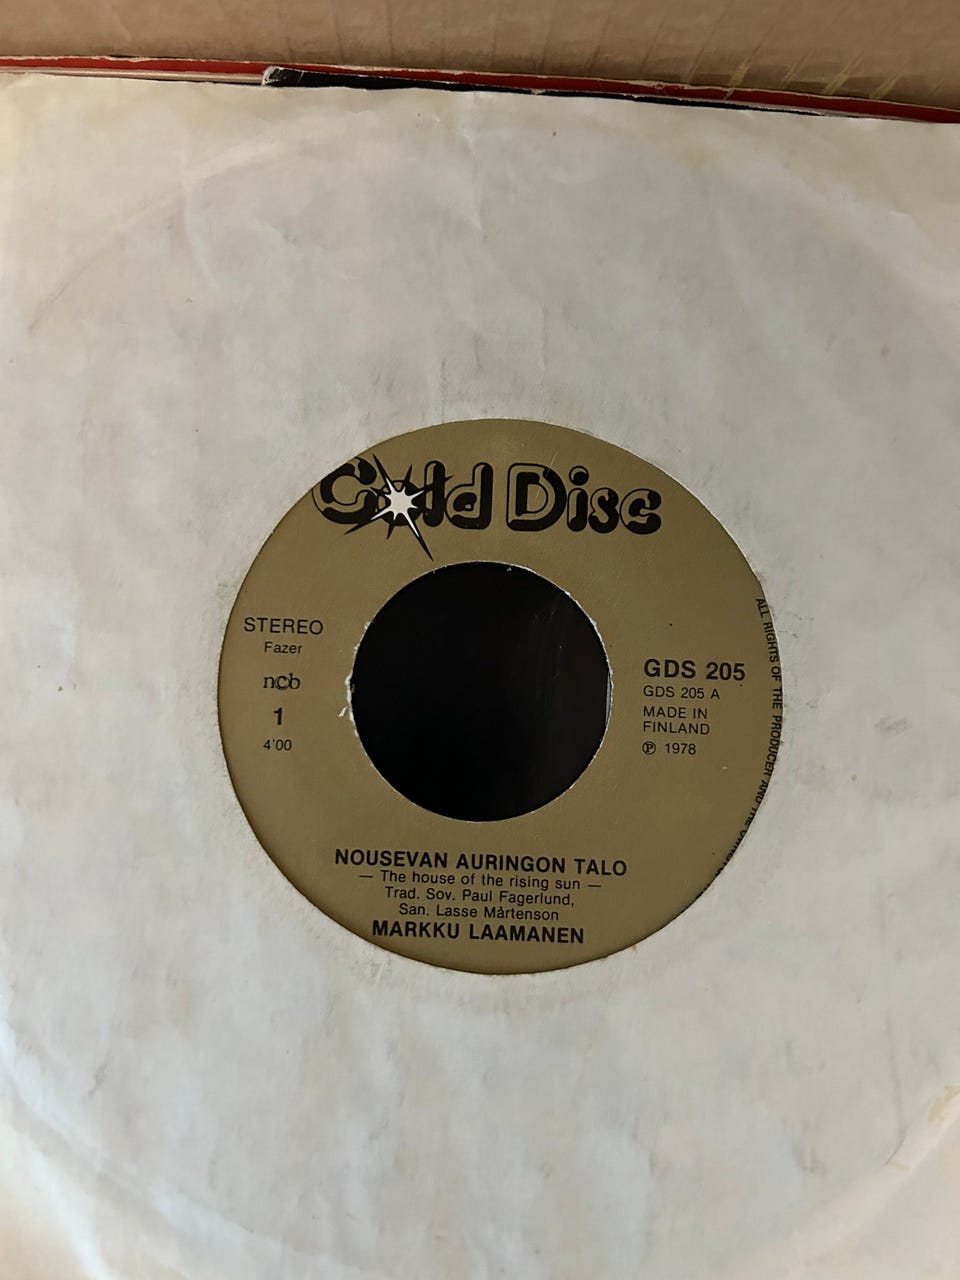 Gold Disc
STEREO
Fazer
ncb
1
4'00
GDS 205
GDS 205 A
MADE IN
FINLAND
℗ 1978
ALL RIGHTS OF THE PRODUCER AND THE
NOUSEVAN AURINGON TALO
— The house of the rising sun —
Trad. Sov. Paul Fagerlund,
San. Lasse Mårtenson
MARKKU LAAMANEN